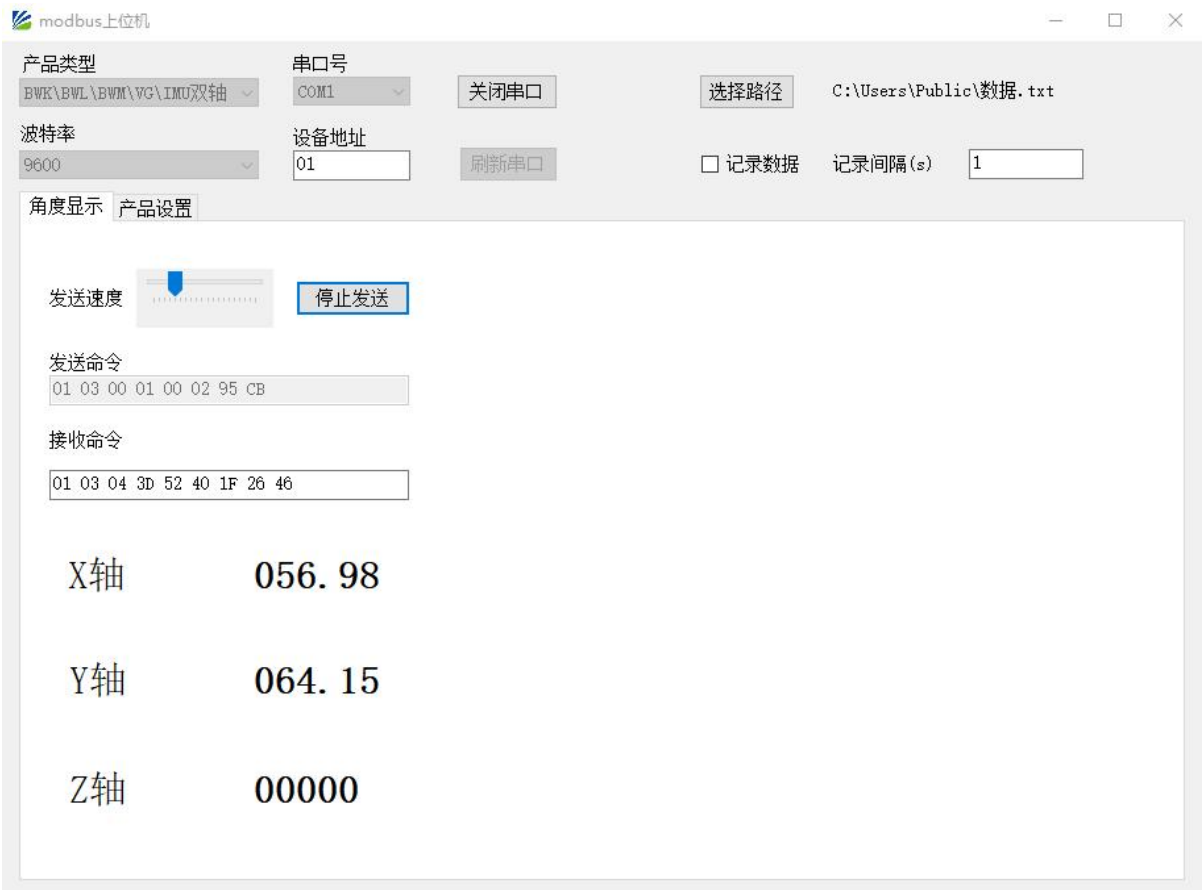 modbus上位机
产品类型 串口号
BWK\BWL\BWM\VG\IMU双轴 COM1 关闭串口 选择路径 C:\Users\Public\数据.txt
波特率 设备地址
9600 01 刷新串口 记录数据 记录间隔(s) 1
角度显示 产品设置
发送速度 停止发送
发送命令
01 03 00 01 00 02 95 CB
接收命令
01 03 04 3D 52 40 1F 26 46
X轴 056.98
Y轴 064.15
Z轴 00000